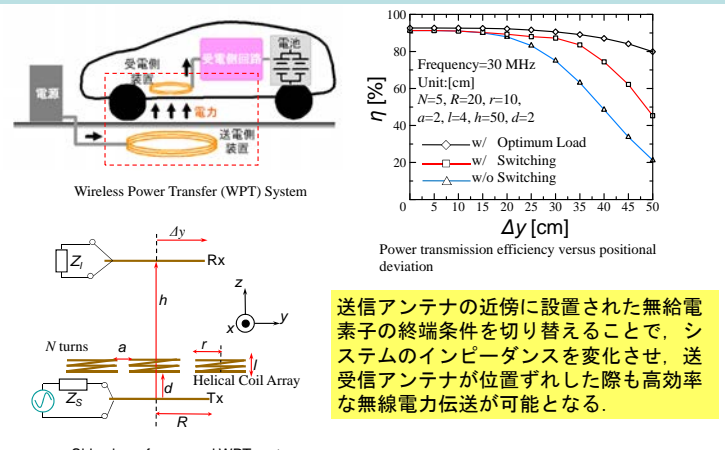 電源
受電側
装置
受電側回路
電池
電力
送電側
装置
Wireless Power Transfer (WPT) System
100
80
60
40
20
0 5 10 15 20 25 30 35 40 45 50
η [%]
Frequency=30 MHz
Unit:[cm]
N=5, R=20, r=10,
a=2, l=4, h=50, d=2
w/ Optimum Load
w/ Switching
w/o Switching
Δy [cm]
Power transmission efficiency versus positional
deviation
Δy
Z_l
Rx
h
z
x
y
N turns
a
r
l
Helical Coil Array
Z_S
d
Tx
R
送信アンテナの近傍に設置された無給電
素子の終端条件を切り替えることで，シ
ステムのインピーダンスを変化させ，送
受信アンテナが位置ずれした際も高効率
な無線電力伝送が可能となる．